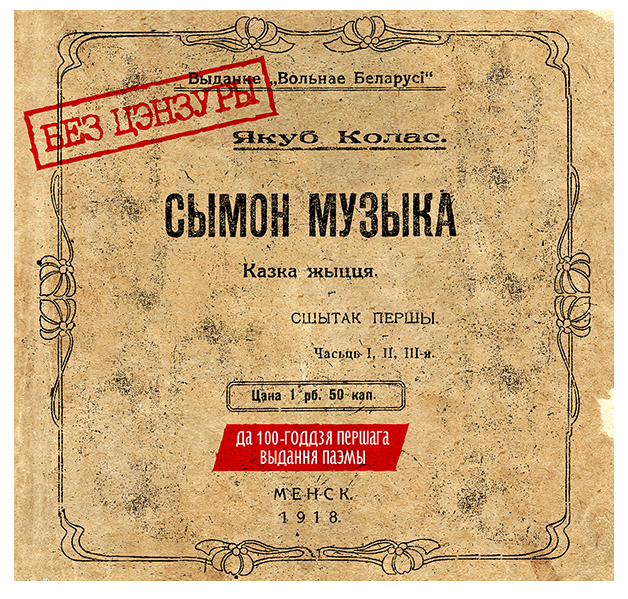 Выданне „Вольнае Беларусі“
БЕЗ ЦЭНЗУРЫ
Якуб Колас.
СЫМОН МУЗЫКА
Казка жыцця.
СШЫТАК ПЕРШЫ.
Часьць I, II, III-я.
Цана 1 рб. 50 кап.
да 100-годдзя першага
выдання паэмы
МЕНСК.
1918.